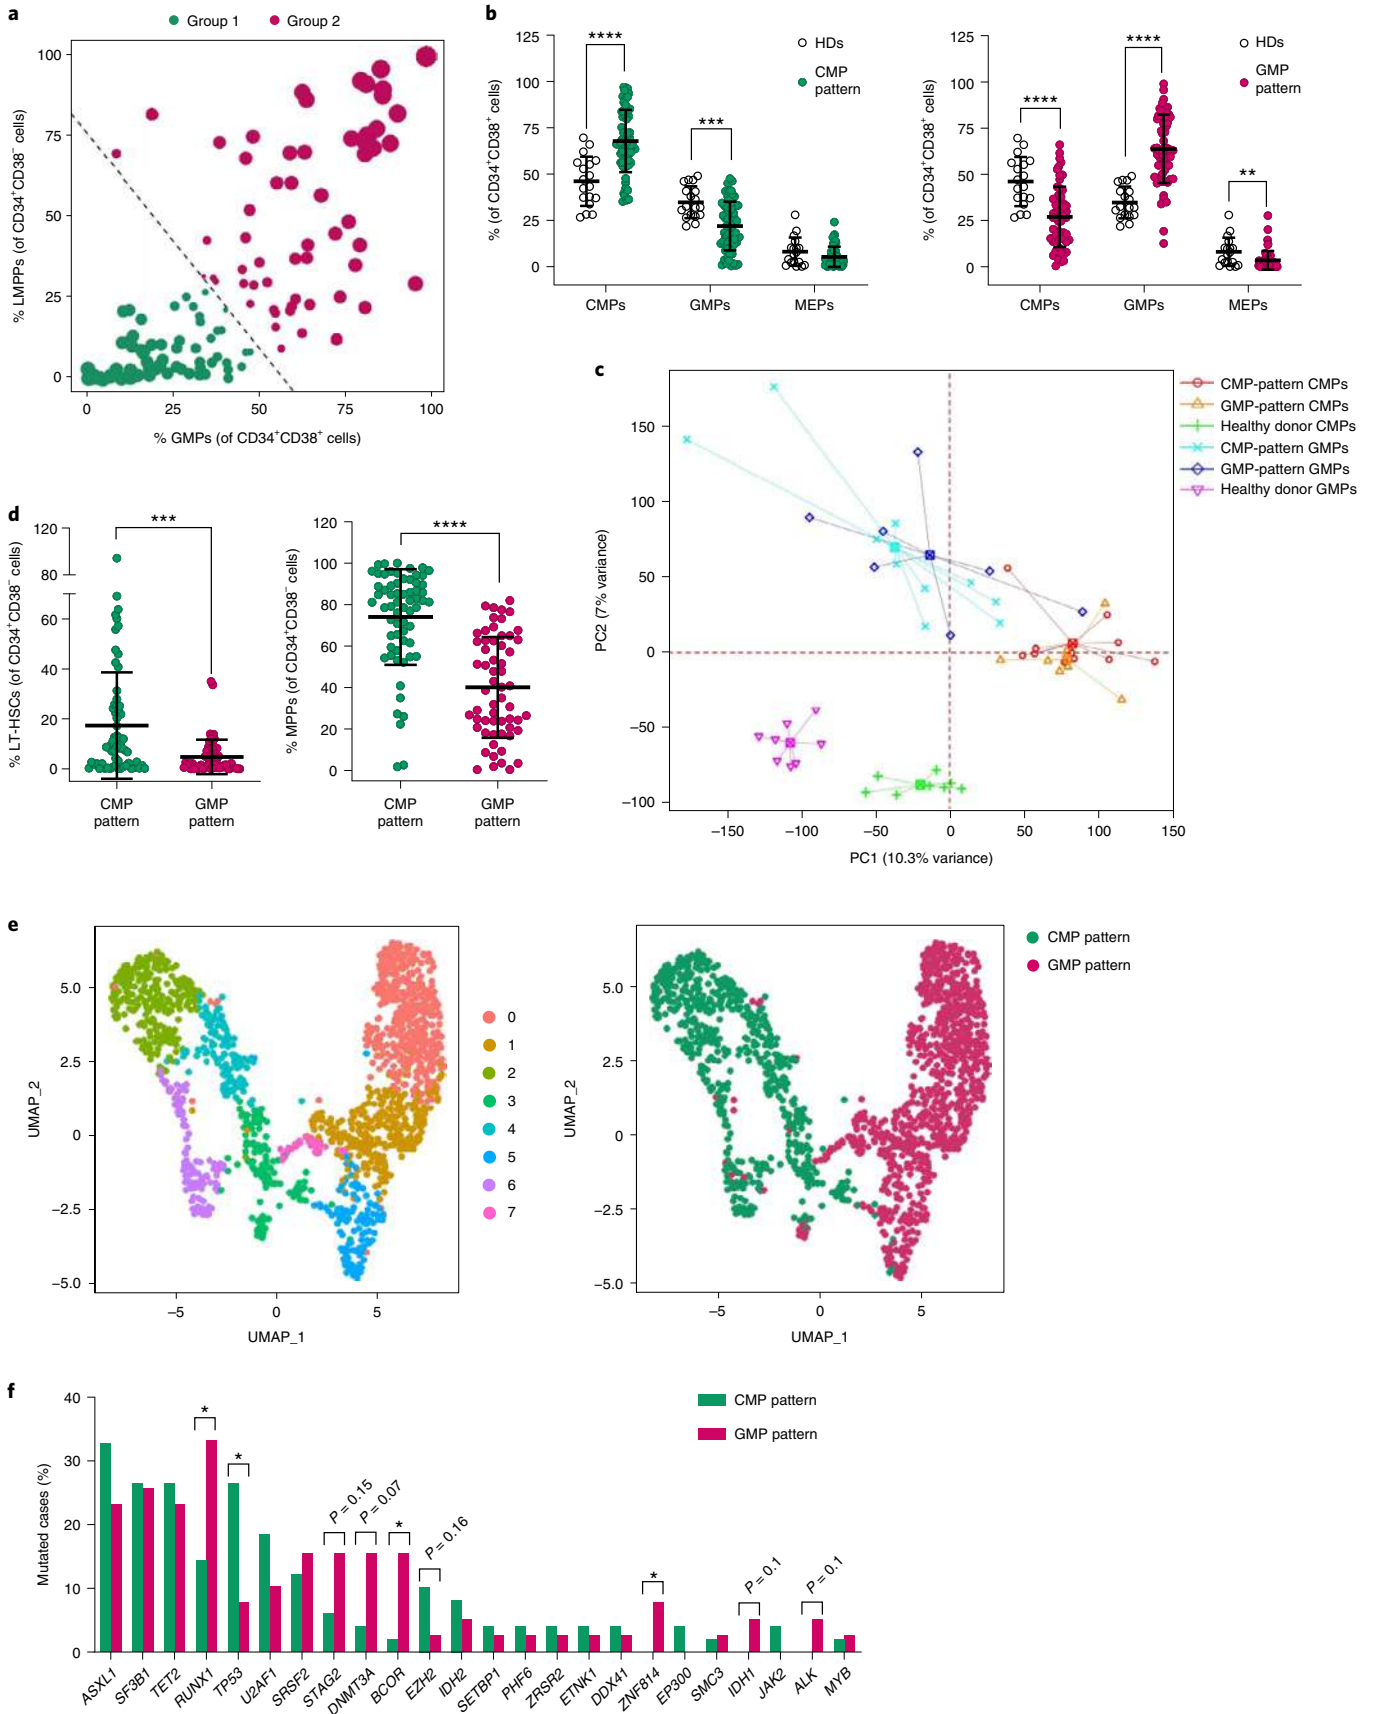 a
Group 1
Group 2
% LMPPs (of CD34+CD38− cells)
100
75
50
25
0
0 25 50 75 100
% GMPs (of CD34+CD38+ cells)
b
% (of CD34+CD38+ cells)
125
100
75
50
25
0
****
***
HDs
CMP
pattern
CMPs GMPs MEPs
% (of CD34+CD38+ cells)
125
100
75
50
25
0
****
****
**
HDs
GMP
pattern
CMPs GMPs MEPs
c
PC2 (7% variance)
150
100
50
0
−50
−100
−150 −100 −50 0 50 100 150
PC1 (10.3% variance)
CMP-pattern CMPs
GMP-pattern CMPs
Healthy donor CMPs
CMP-pattern GMPs
GMP-pattern GMPs
Healthy donor GMPs
d
% LT-HSCs (of CD34+CD38− cells)
120
80
60
40
20
0
***
CMP
pattern
GMP
pattern
% MPPs (of CD34+CD38− cells)
120
100
80
60
40
20
0
****
CMP
pattern
GMP
pattern
e
UMAP_2
5.0
2.5
0
−2.5
−5.0
−5 0 5
UMAP_1
0
1
2
3
4
5
6
7
UMAP_2
5.0
2.5
0
−2.5
−5.0
−5 0 5
UMAP_1
CMP pattern
GMP pattern
f
Mutated cases (%)
40
30
20
10
0
CMP pattern
GMP pattern
*
*
P = 0.15
P = 0.07
*
P = 0.16
*
P = 0.1
P = 0.1
ASXL1 SF3B1 TET2 RUNX1 TP53 U2AF1 SRSF2 STAG2 DNMT3A BCOR EZH2 IDH2 SETBP1 PHF6 ZRSR2 ETNK1 DDX41 ZNF814 EP300 SMC3 IDH1 JAK2 ALK MYB